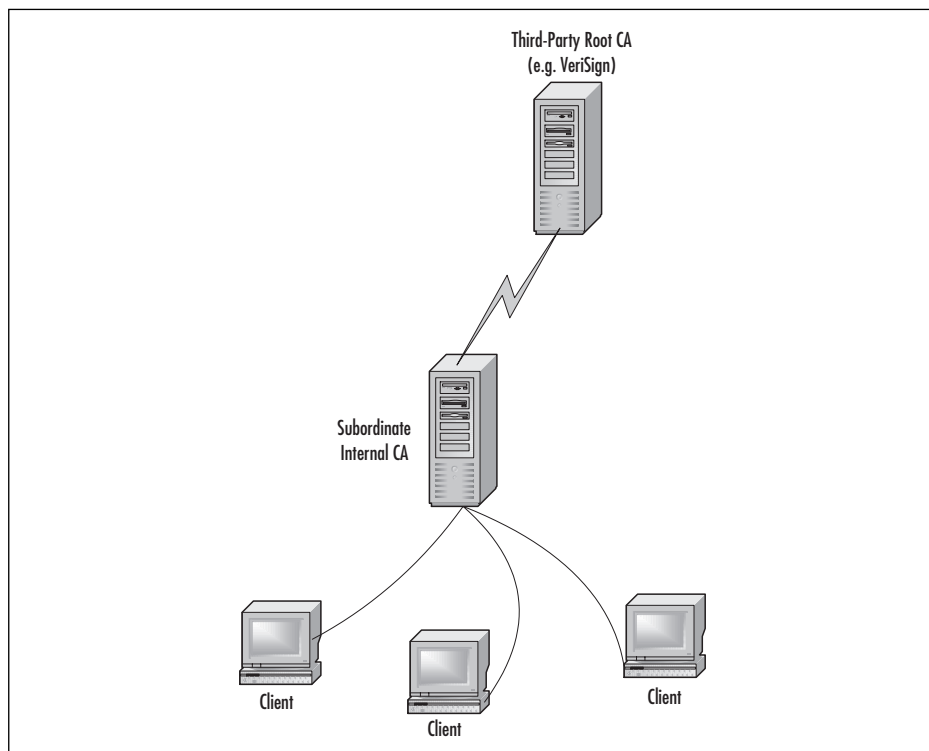 Third-Party Root CA
(e.g. VeriSign)
Subordinate
Internal CA
Client
Client
Client